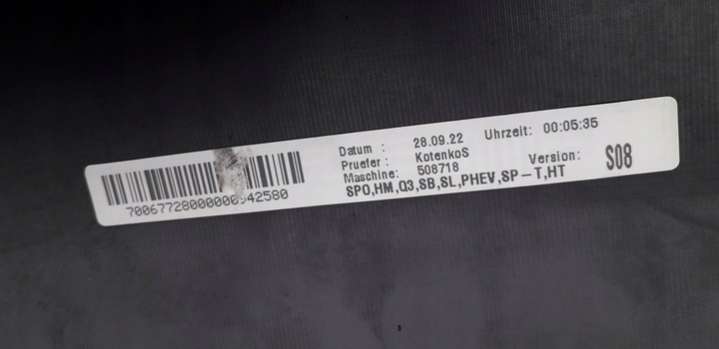 Datum : 28.09.22 Uhrzeit: 00:05:35
Pruefer : KotenkoS
Maschine: 508718 Version: S08
SPO,HM,Q3,SB,SL,PHEV,SP-T,HT